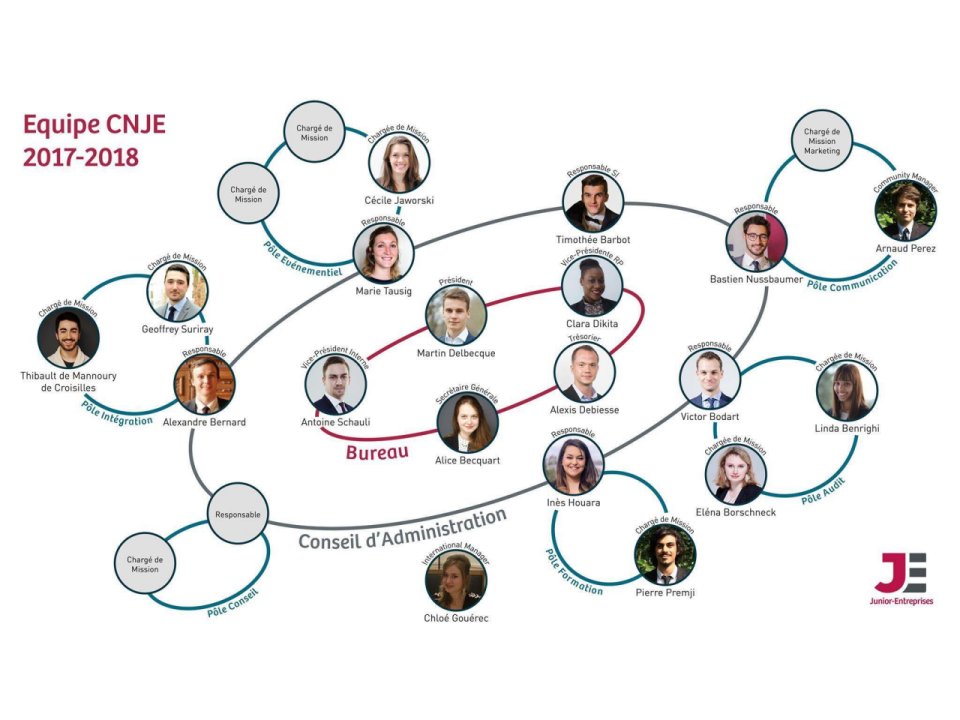 Equipe CNJE
2017-2018
Chargé de
Mission
Chargé de
Mission
Chargée de Mission
Cécile Jaworski
Pôle Evénementiel
Responsable
Marie Tausig
Responsable SI
Timothée Barbot
Chargé de
Mission
Marketing
Community Manager
Arnaud Perez
Responsable
Bastien Nussbaumer
Pôle Communication
Chargé de Mission
Geoffrey Suriray
Chargé de Mission
Thibault de Mannoury
de Croisilles
Responsable
Alexandre Bernard
Pôle Intégration
Président
Martin Delbecque
Vice-Présidente RP
Clara Dikita
Vice-Président Interne
Antoine Schauli
Secrétaire Générale
Alice Becquart
Trésorier
Alexis Debiesse
Bureau
Responsable
Victor Bodart
Chargée de Mission
Linda Benrighi
Chargée de Mission
Eléna Borschneck
Pôle Audit
Responsable
Inès Houara
Chargé de Mission
Pierre Premji
Pôle Formation
Responsable
Chargé de
Mission
Pôle Conseil
Conseil d'Administration
International Manager
Chloé Gouérec
JE
Junior-Entreprises